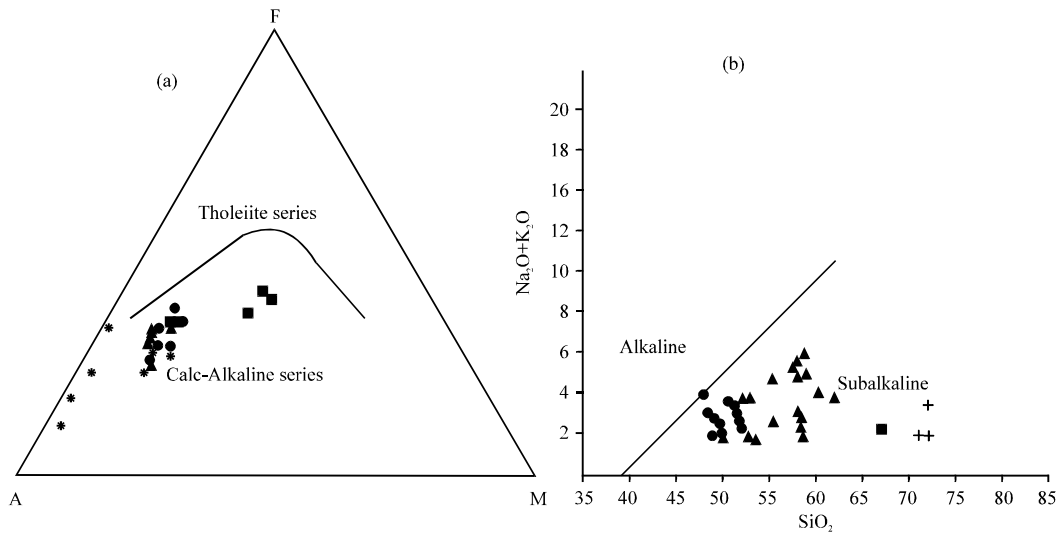 F
(a)
Tholeiite series
Calc-Alkaline series
A
M
(b)
20
18
16
14
12
10
8
6
4
2
Na₂O+K₂O
Alkaline
Subalkaline
35
40
45
50
55
60
65
70
75
80
85
SiO₂